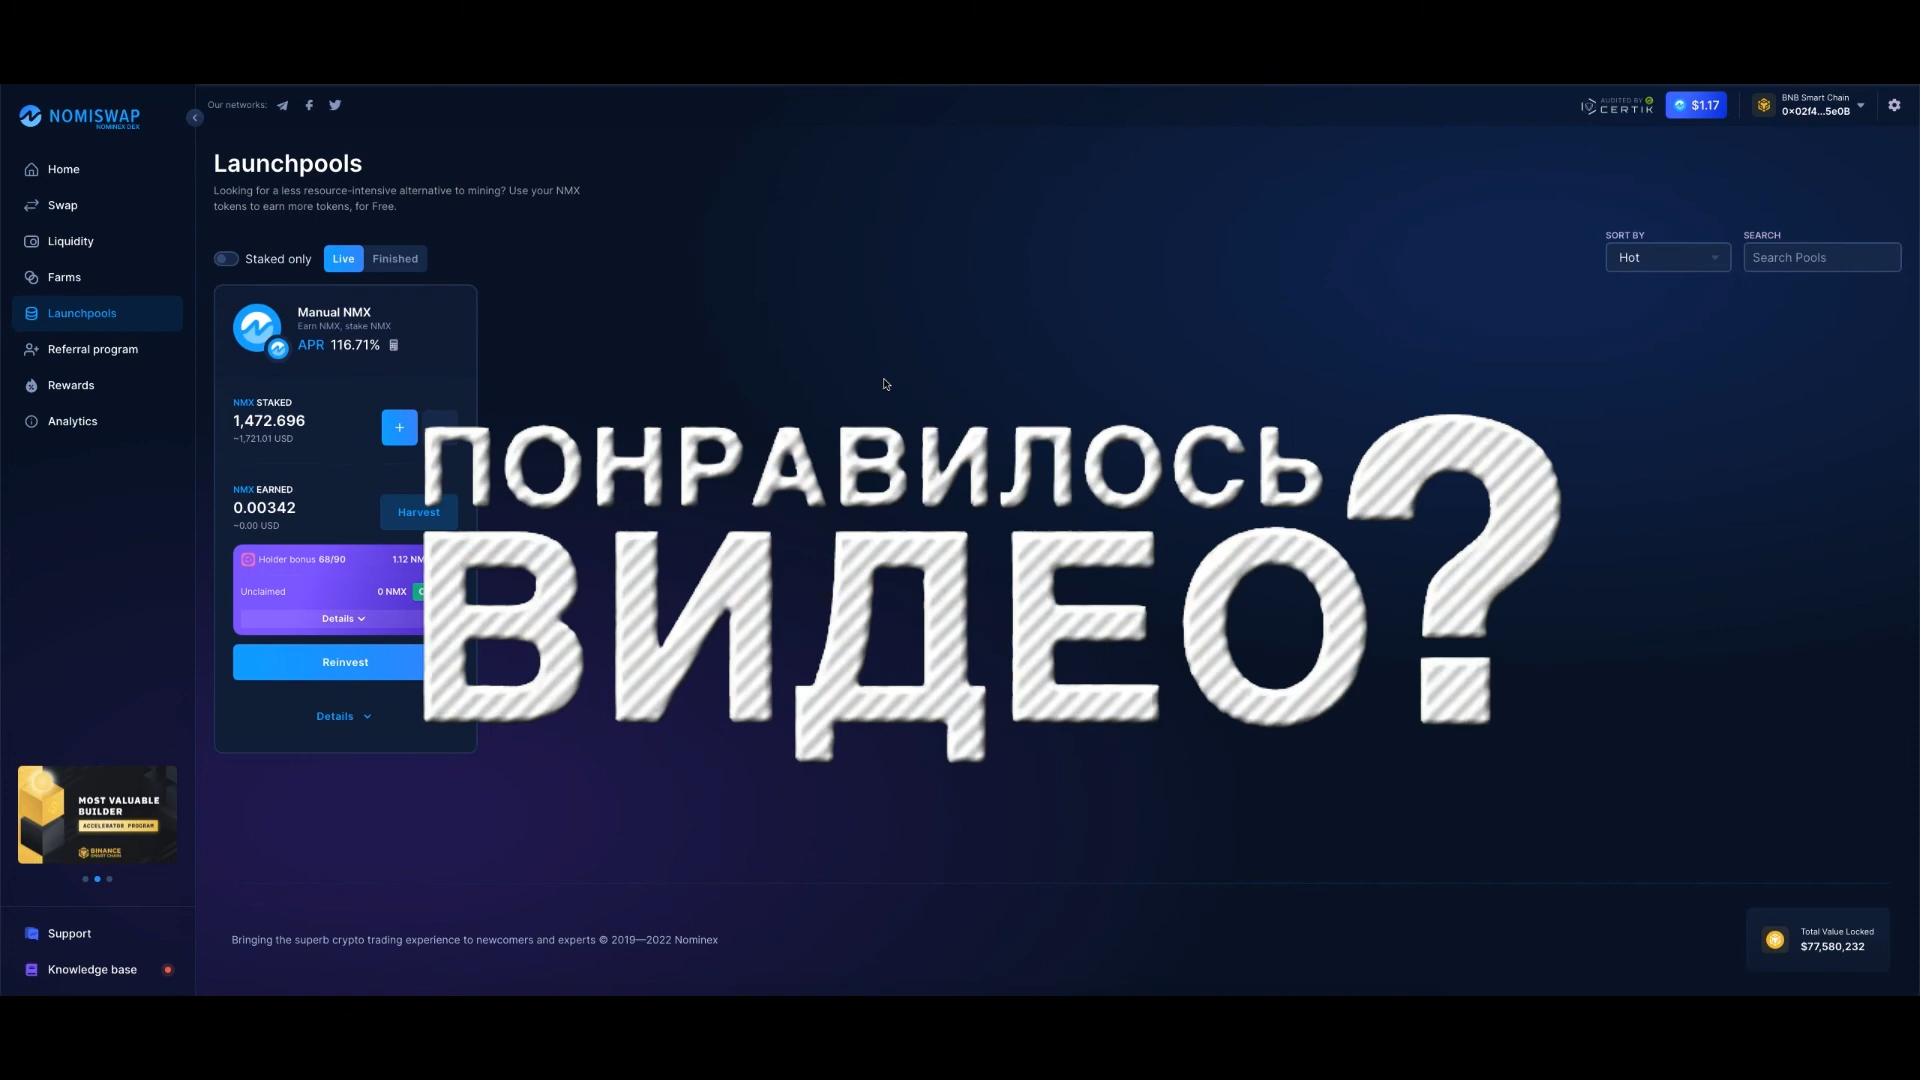 NOMISWAP
NOMINEX DEX
Our networks:
AUDITED BY
CERTIK
$1.17
BNB Smart Chain
0x02f4...5e0B
Home
Swap
Liquidity
Farms
Launchpools
Referral program
Rewards
Analytics
Launchpools
Looking for a less resource-intensive alternative to mining? Use your NMX
tokens to earn more tokens, for Free.
Staked only
Live
Finished
SORT BY
Hot
SEARCH
Search Pools
Manual NMX
Earn NMX, stake NMX
APR 116.71%
NMX STAKED
1,472.696
~1,721.01 USD
+
NMX EARNED
0.00342
~0.00 USD
Harvest
Holder bonus 68/90
1.12
Unclaimed
0 NMX
Details
Reinvest
Details
ПОНРАВИЛОСЬ
ВИДЕО?
MOST VALUABLE
BUILDER
ACCELERATOR PROGRAM
BINANCE
SMART CHAIN
Support
Knowledge base
Bringing the superb crypto trading experience to newcomers and experts © 2019—2022 Nominex
Total Value Locked
$77,580,232